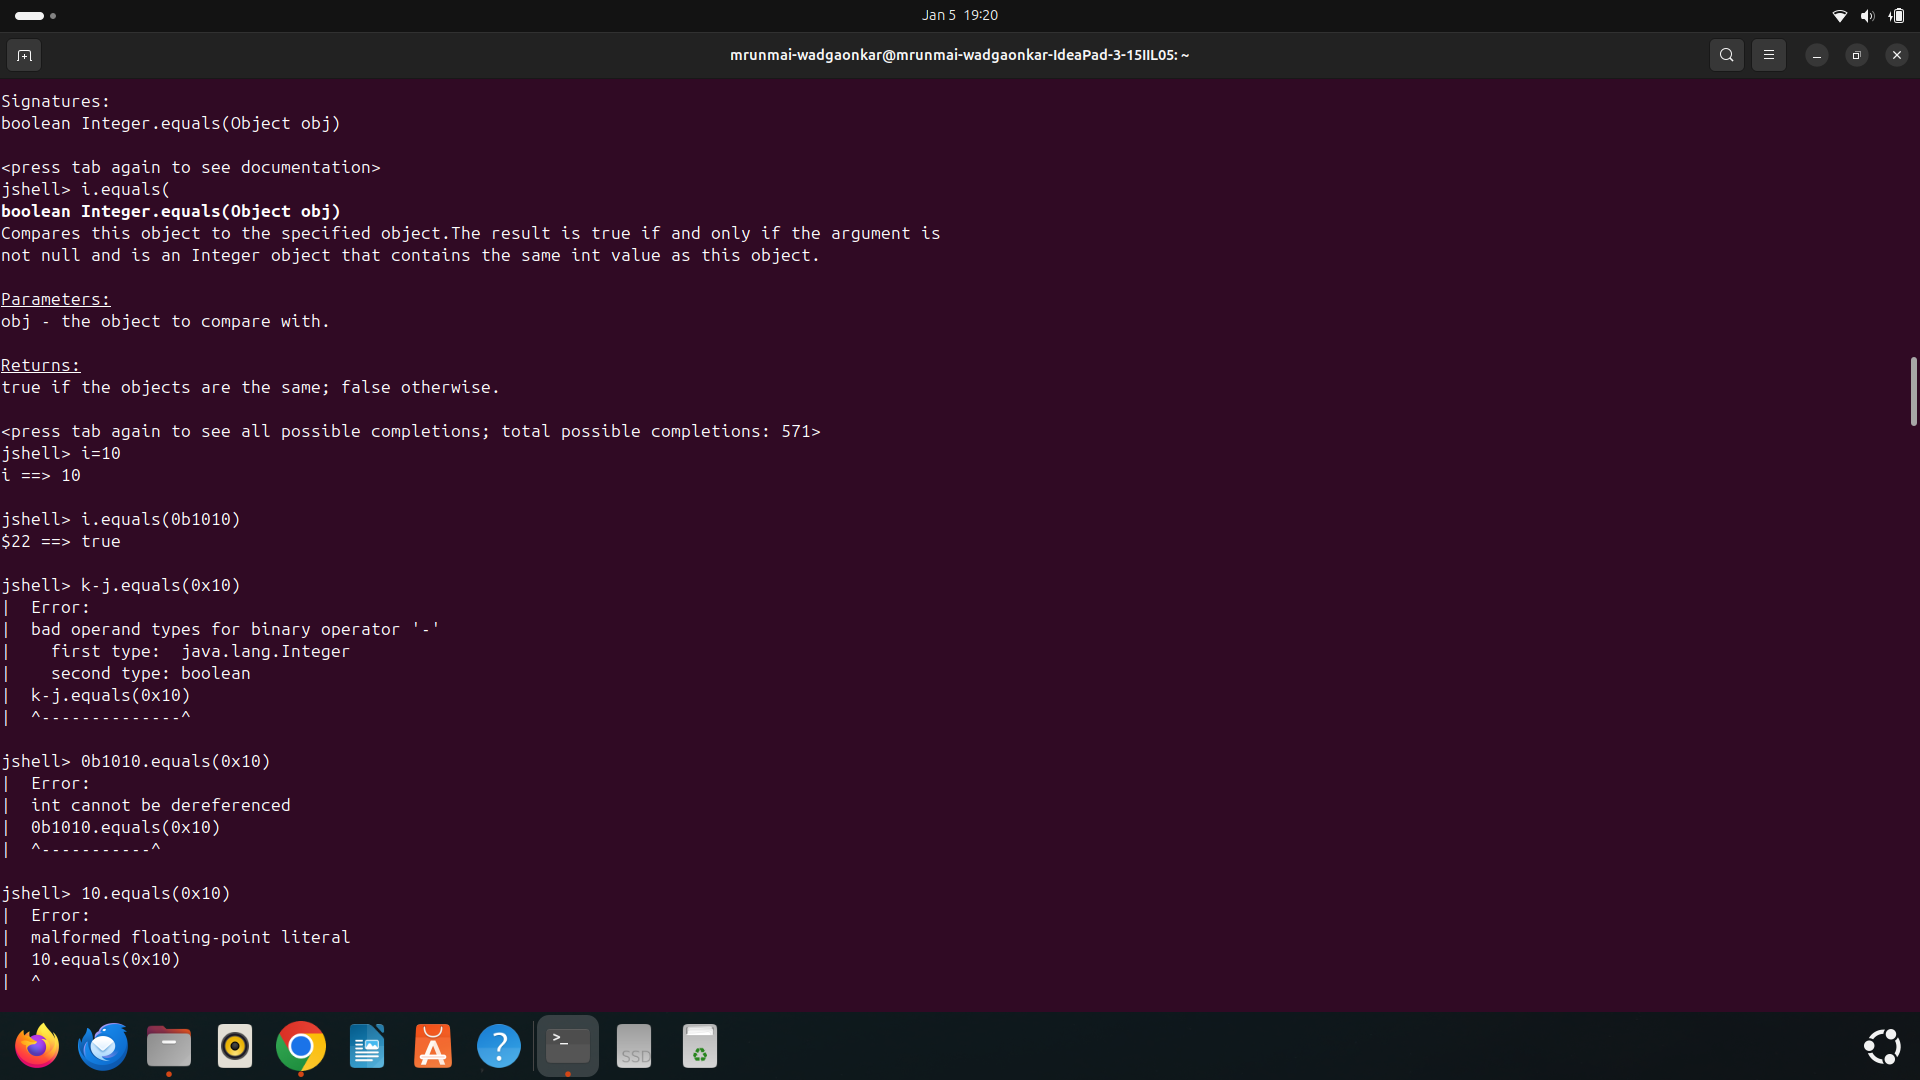 Jan 5 19:20
mrunmai-wadgaonkar@mrunmai-wadgaonkar-IdeaPad-3-15IIL05: ~
Signatures:
boolean Integer.equals(Object obj)
<press tab again to see documentation>
jshell> i.equals(
boolean Integer.equals(Object obj)
Compares this object to the specified object.The result is true if and only if the argument is
not null and is an Integer object that contains the same int value as this object.
Parameters:
obj - the object to compare with.
Returns:
true if the objects are the same; false otherwise.
<press tab again to see all possible completions; total possible completions: 571>
jshell> i=10
i ==> 10
jshell> i.equals(0b1010)
$22 ==> true
jshell> k-j.equals(0x10)
|  Error:
|  bad operand types for binary operator '-'
|    first type:  java.lang.Integer
|    second type: boolean
|  k-j.equals(0x10)
|  ^--------------^
jshell> 0b1010.equals(0x10)
|  Error:
|  int cannot be dereferenced
|  0b1010.equals(0x10)
|  ^-----------^
jshell> 10.equals(0x10)
|  Error:
|  malformed floating-point literal
|  10.equals(0x10)
|  ^
>_
SSD